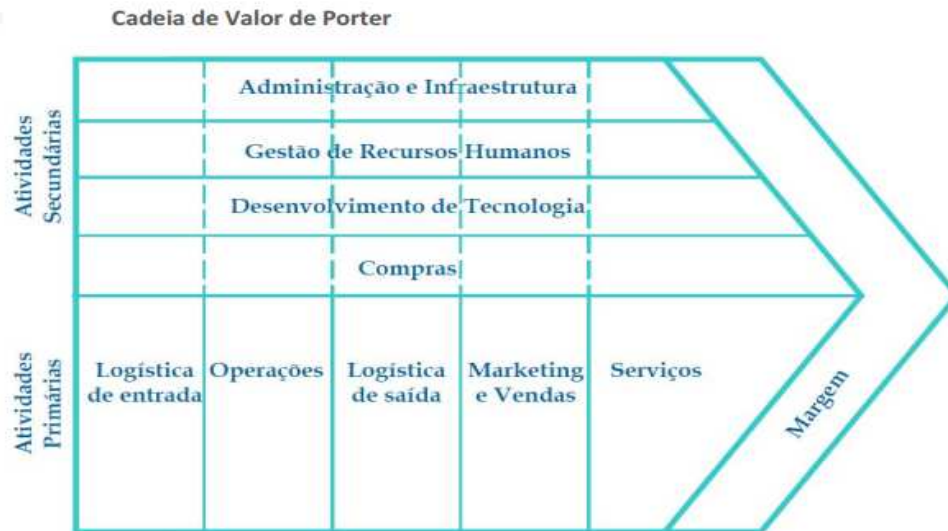 Cadeia de Valor de Porter
Atividades
Secundárias
Administração e Infraestrutura
Gestão de Recursos Humanos
Desenvolvimento de Tecnologia
Compras
Atividades
Primárias
Logística
de entrada
Operações
Logística
de saída
Marketing
e Vendas
Serviços
Margem